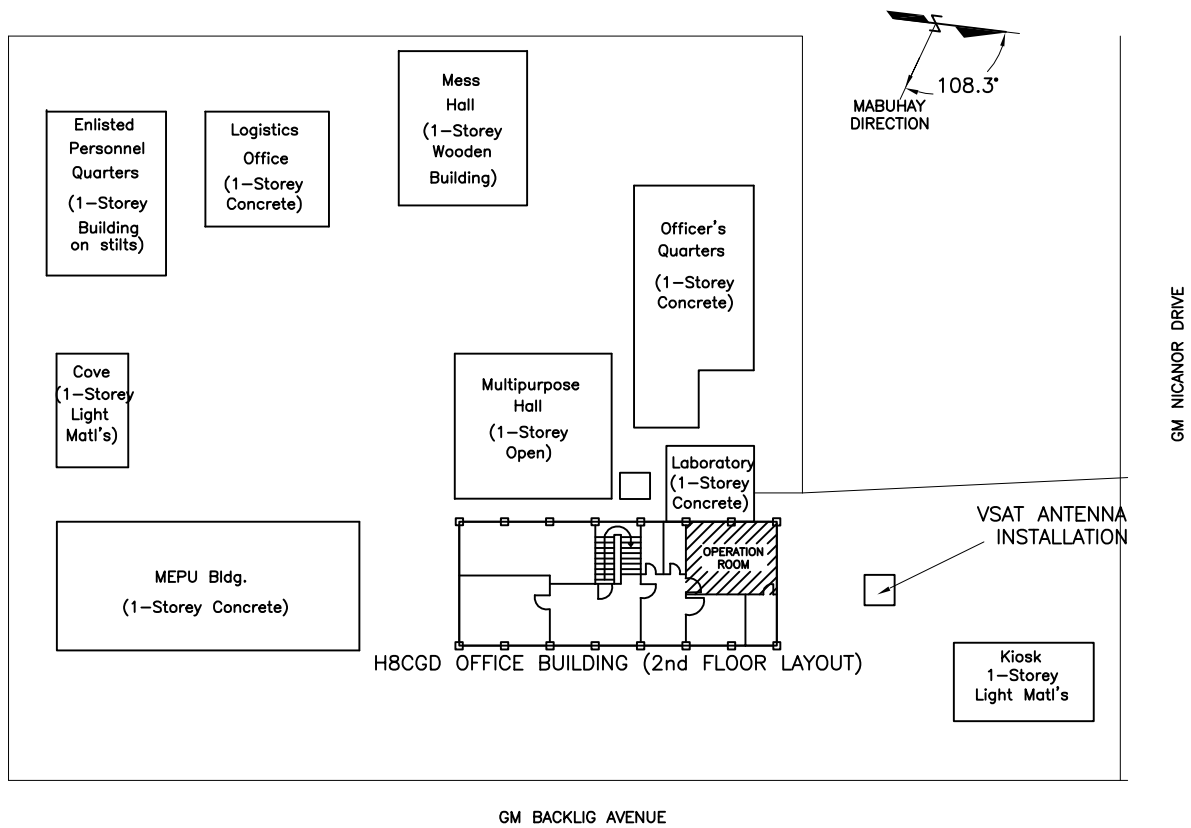 108.3°
MABUHAY
DIRECTION
Mess
Hall
(1-Storey
Wooden
Building)
Enlisted
Personnel
Quarters
(1-Storey
Building
on stilts)
Logistics
Office
(1-Storey
Concrete)
Officer's
Quarters
(1-Storey
Concrete)
GM NICANOR DRIVE
Cove
(1-Storey
Light
Matl's)
Multipurpose
Hall
(1-Storey
Open)
Laboratory
(1-Storey
Concrete)
VSAT ANTENNA
INSTALLATION
OPERATION
ROOM
MEPU Bldg.
(1-Storey Concrete)
H8CGD OFFICE BUILDING (2nd FLOOR LAYOUT)
Kiosk
1-Storey
Light Matl's
GM BACKLIG AVENUE